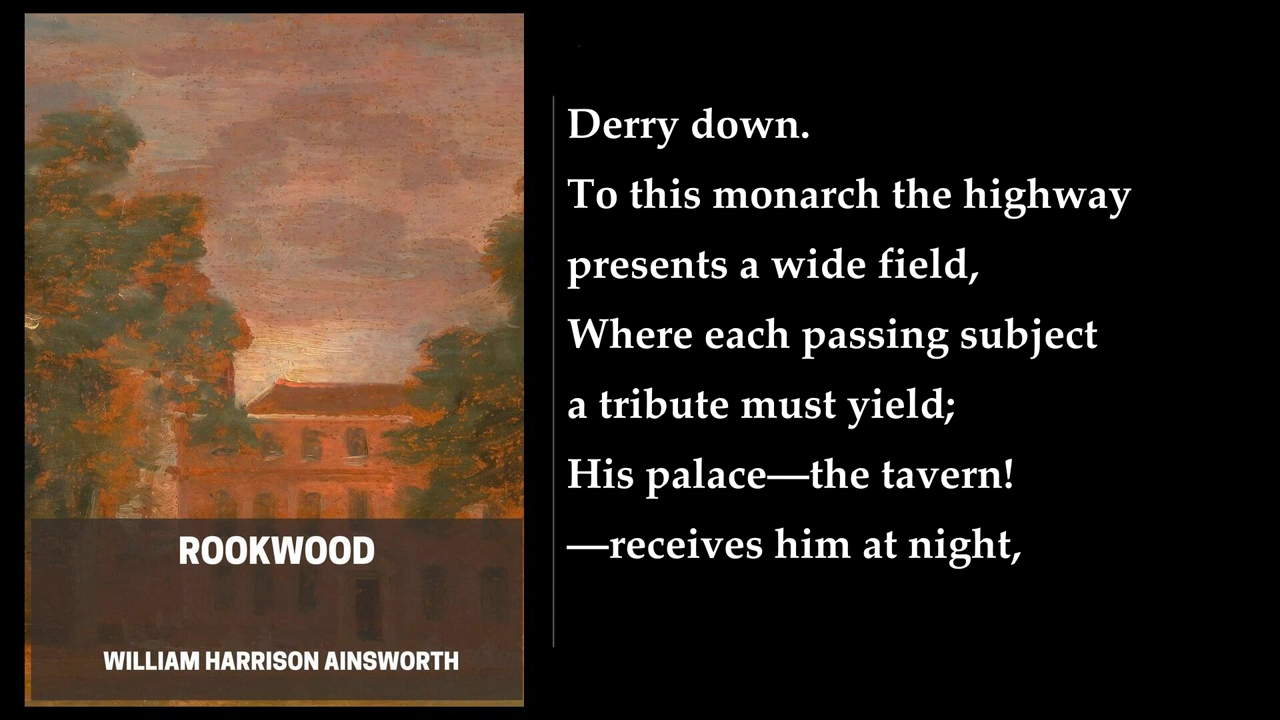 ROOKWOOD
WILLIAM HARRISON AINSWORTH
Derry down.
To this monarch the highway
presents a wide field,
Where each passing subject
a tribute must yield;
His palace—the tavern!
—receives him at night,